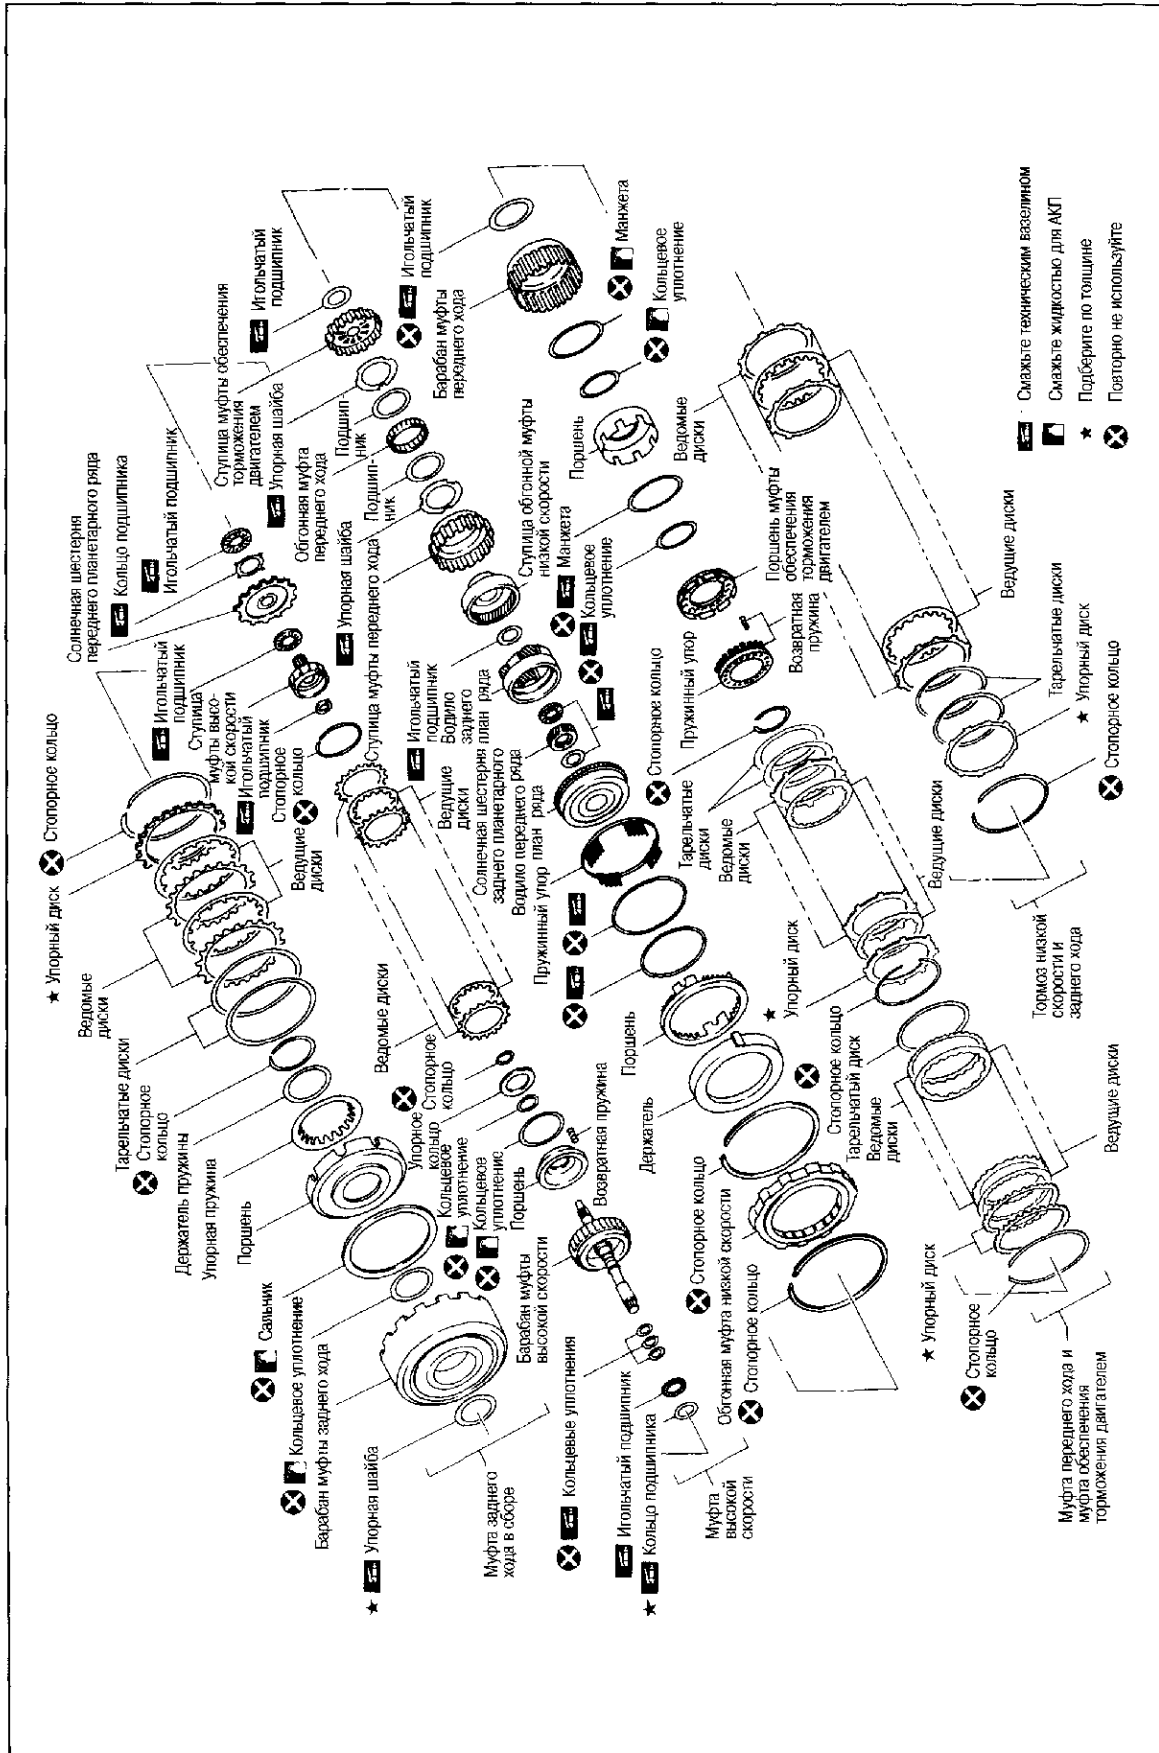 Солнечная шестерня
переднего планетарного ряда
Кольцо подшипника
Игольчатый подшипник
Ступица муфты обеспечения
торможения
двигателем
Игольчатый
подшипник
Упорная шайба
Обгонная муфта
переднего хода
Подшип-
ник
Подшип-
ник
Упорная шайба
Ступица муфты переднего хода
Игольчатый
подшипник
Барабан муфты
переднего хода
Манжета
Кольцевое
уплотнение
Поршень
Ступица обгонной муфты
низкой скорости
Манжета
Кольцевое
уплотнение
★ Упорный диск
Стопорное кольцо
Игольчатый
подшипник
Ступица
муфты высо-
кой скорости
Игольчатый
подшипник
Стопорное
кольцо
Ведущие
диски
Ведомые
диски
Тарельчатые диски
Стопорное
кольцо
Держатель пружины
Упорная пружина
Поршень
Сальник
Кольцевое уплотнение
Барабан муфты заднего хода
★ Упорная шайба
Муфта заднего
хода в сборе
Игольчатый
подшипник
Водило
заднего
план ряда
Ведущие
диски
Солнечная шестерня
заднего планетарного
ряда
Водило переднего
план ряда
Пружинный упор
Ведомые диски
Стопорное
кольцо
Упорное
кольцо
Кольцевое
уплотнение
Кольцевое
уплотнение
Поршень
Возвратная пружина
Барабан муфты
высокой скорости
Кольцевые уплотнения
Игольчатый подшипник
★ Кольцо подшипника
Муфта
высокой
скорости
Поршень
Держатель
Стопорное кольцо
Обгонная муфта низкой скорости
Стопорное кольцо
Ведомые
диски
Поршень муфты
обеспечения
торможения
двигателем
Возвратная
пружина
Пружинный упор
Стопорное кольцо
Ведущие диски
Тарельчатые диски
★ Упорный диск
Стопорное кольцо
Тарельчатые
диски
Ведомые
диски
Ведущие диски
★ Упорный диск
Тормоз низкой
скорости и
заднего хода
Стопорное кольцо
Тарельчатый диск
Ведомые
диски
Ведущие диски
★ Упорный диск
Стопорное
кольцо
Муфта переднего хода и
муфта обеспечения
торможения двигателем
- Смажьте техническим вазелином
Смажьте жидкостью для АКП
★ Подберите по толщине
Повторно не используйте